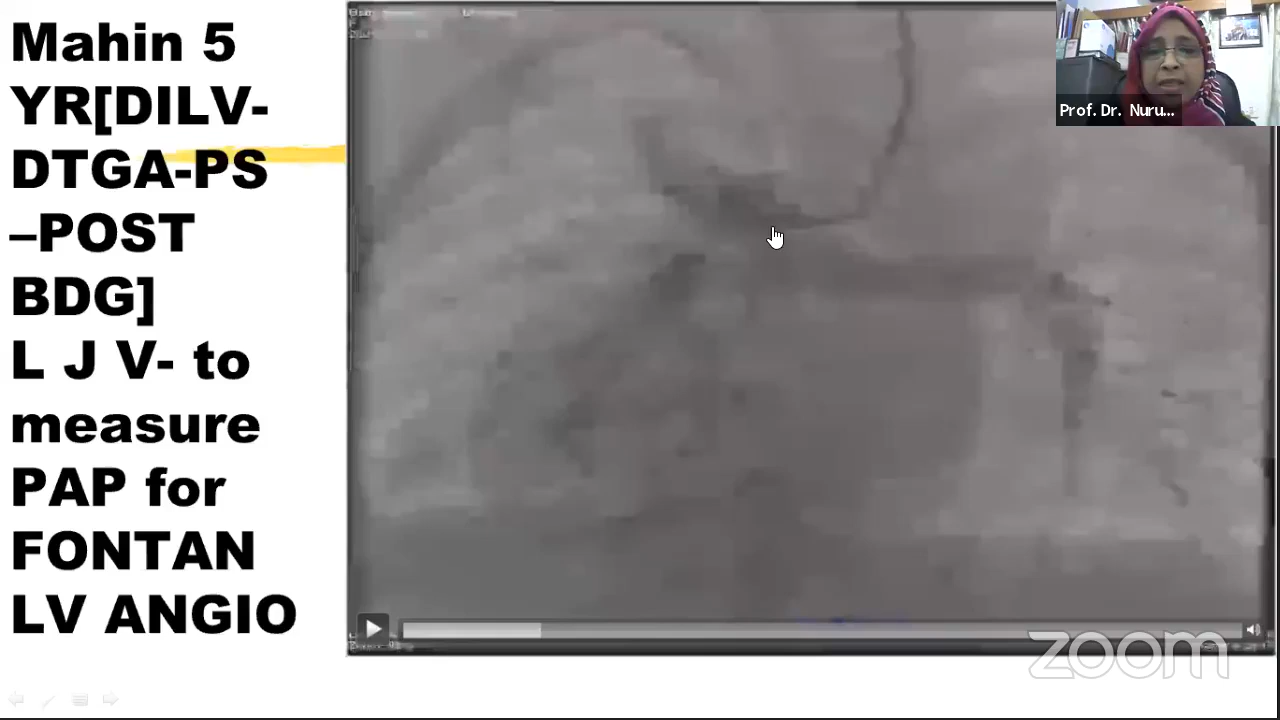 Mahin 5
YR[DILV-
DTGA-PS
–POST
BDG]
L J V- to
measure
PAP for
FONTAN
LV ANGIO
Prof. Dr. Nuru...
zoom